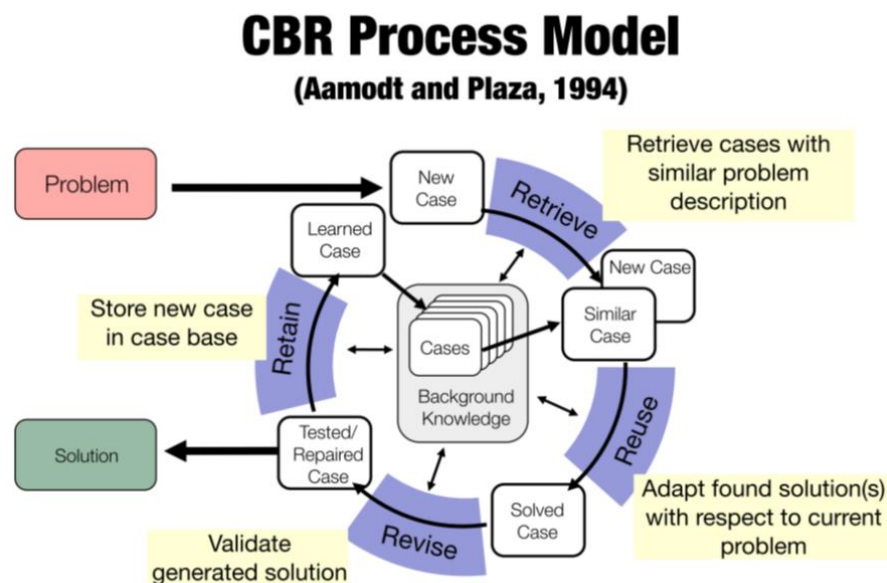 CBR Process Model
(Aamodt and Plaza, 1994)
Problem
New
Case
Retrieve
Retrieve cases with
similar problem
description
Learned
Case
New Case
Similar
Case
Store new case
in case base
Retain
Cases
Background
Knowledge
Reuse
Adapt found solution(s)
with respect to current
problem
Solution
Tested/
Repaired
Case
Solved
Case
Revise
Validate
generated solution